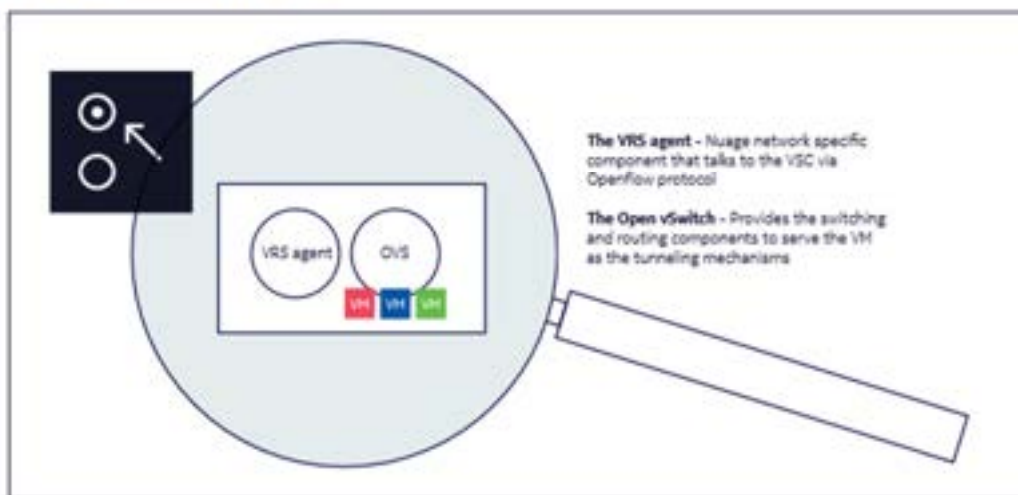 The VRS agent - Nuage network specific
component that talks to the VSC via
Openflow protocol
The Open vSwitch - Provides the switching
and routing components to serve the VM
as the tunneling mechanisms
VRS agent
OVS
VM
VM
VM